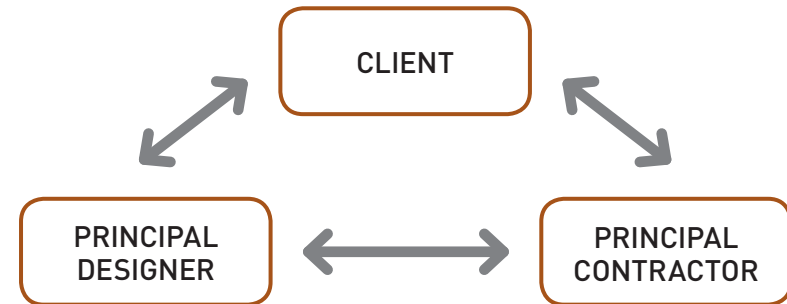 CLIENT
PRINCIPAL
DESIGNER
PRINCIPAL
CONTRACTOR